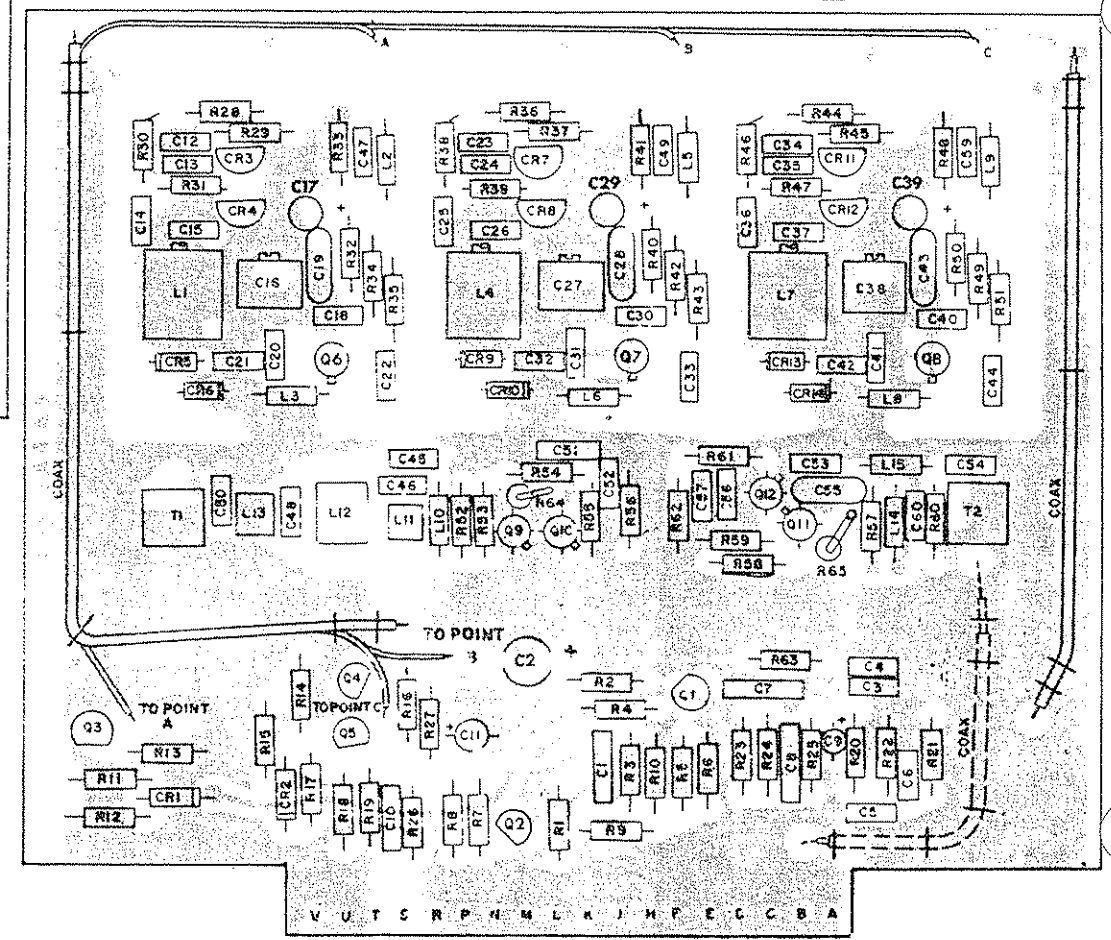 A B C
R28 R36 R44
R30 C12 R29 R33 C47 L2 R38 C23 R37 R41 C49 L5 R46 C34 R45 R48 C59 L9
C13 CR3 C24 CR7 C35 CR11
R31 R39 R47
C17 C29 C39
C14 CR4 + C25 CR8 + C36 CR12 +
C15 R32 C26 R40 C37 R50
L1 C16 C19 R34 R35 L4 C27 C28 R42 R43 C38 C43 R49 R51
C18 C30 C40
CR5 C21 C20 Q6 C22 CR9 C32 C31 Q7 C33 CR13 C42 C41 Q8 C44
CR6 L3 CR10 L6 L8
COAX
C45 C51 R61 C53 L15 C54
C46 R54 C52 Q12 C55
T1 C50 L13 C48 L12 L11 L10 R52 R53 R64 R55 R56 R62 C57 Q11 R57 L14 C60 R60 T2
Q9 R59
R58 R65
COAX
TO POINT B
C2 +
R63 C4
R14 Q4 R2 C7 C3
TO POINT C R16 R4
Q3 TO POINT A R15 Q5 R27 + C11
R13
R11 CR2 R17 C1 R3 R10 R5 R6 R23 R24 C8 R25 + R20 R22 C6 R21 COAX
CR1
R12 R18 R19 C10 R26 R8 R7 Q2 R1 R9 C5
V U T S R P N M L K J H F E D C B A